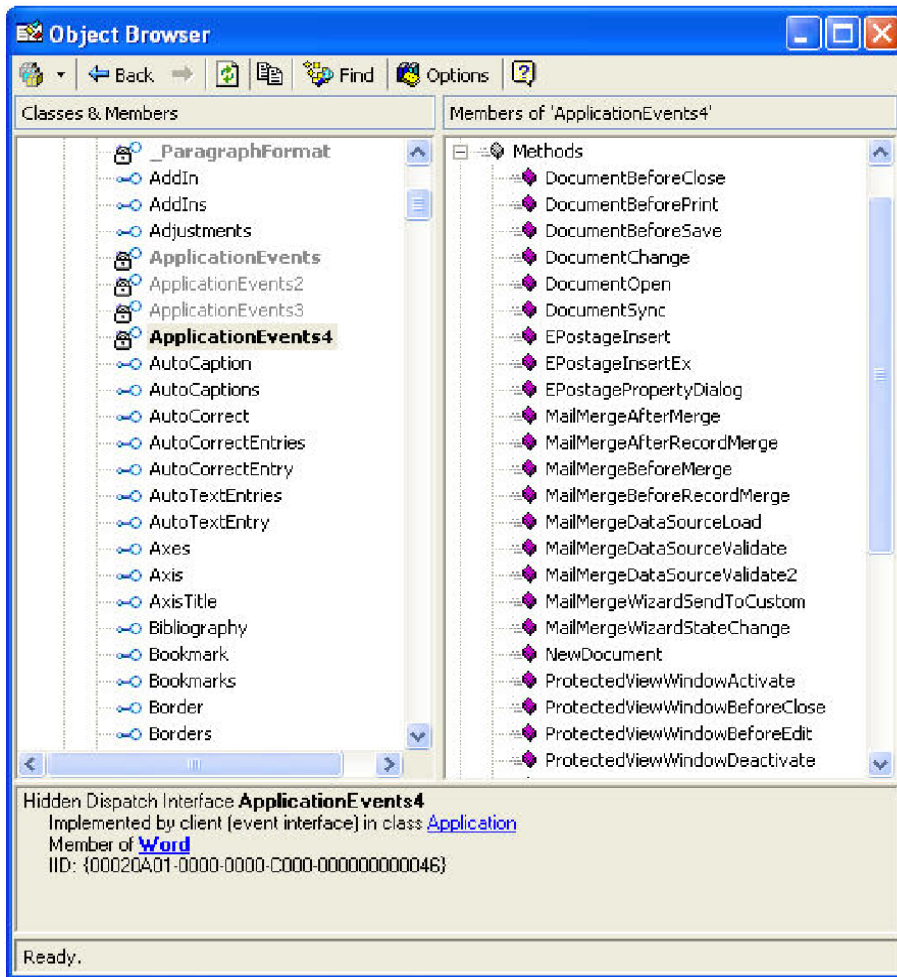 Object Browser
Back Find Options
Classes & Members
_ParagraphFormat
AddIn
AddIns
Adjustments
ApplicationEvents
ApplicationEvents2
ApplicationEvents3
ApplicationEvents4
AutoCaption
AutoCaptions
AutoCorrect
AutoCorrectEntries
AutoCorrectEntry
AutoTextEntries
AutoTextEntry
Axes
Axis
AxisTitle
Bibliography
Bookmark
Bookmarks
Border
Borders
Members of 'ApplicationEvents4'
Methods
DocumentBeforeClose
DocumentBeforePrint
DocumentBeforeSave
DocumentChange
DocumentOpen
DocumentSync
EPostageInsert
EPostageInsertEx
EPostagePropertyDialog
MailMergeAfterMerge
MailMergeAfterRecordMerge
MailMergeBeforeMerge
MailMergeBeforeRecordMerge
MailMergeDataSourceLoad
MailMergeDataSourceValidate
MailMergeDataSourceValidate2
MailMergeWizardSendToCustom
MailMergeWizardStateChange
NewDocument
ProtectedViewWindowActivate
ProtectedViewWindowBeforeClose
ProtectedViewWindowBeforeEdit
ProtectedViewWindowDeactivate
Hidden Dispatch Interface ApplicationEvents4
Implemented by client (event interface) in class Application
Member of Word
IID: {00020A01-0000-0000-C000-000000000046}
Ready.